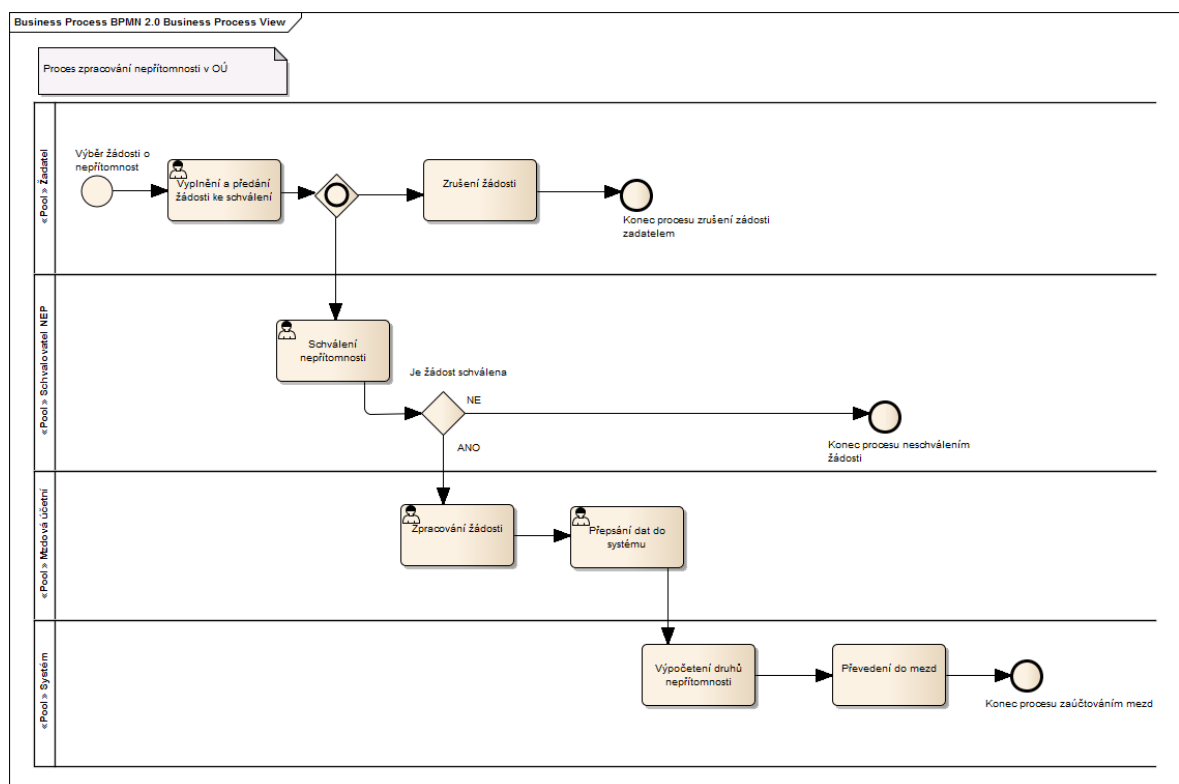 Business Process BPMN 2.0 Business Process View
Proces zpracování nepřítomnosti v OÚ
«Pool» Žadatel
Výběr žádosti o
nepřítomnost
Vyplnění a předání
žádosti ke schválení
Zrušení žádosti
Konec procesu zrušení zádosti
zadatelem
«Pool» Schvalovatel NEP
Schválení
nepřítomnosti
Je žádost schválena
NE
ANO
Konec procesu neschválením
žádosti
«Pool» Mzdová účetní
Zpracování žádosti
Přepsání dat do
systému
«Pool» Systém
Výpočetení druhů
nepřítomnosti
Převedení do mezd
Konec procesu zaúčtováním mezd